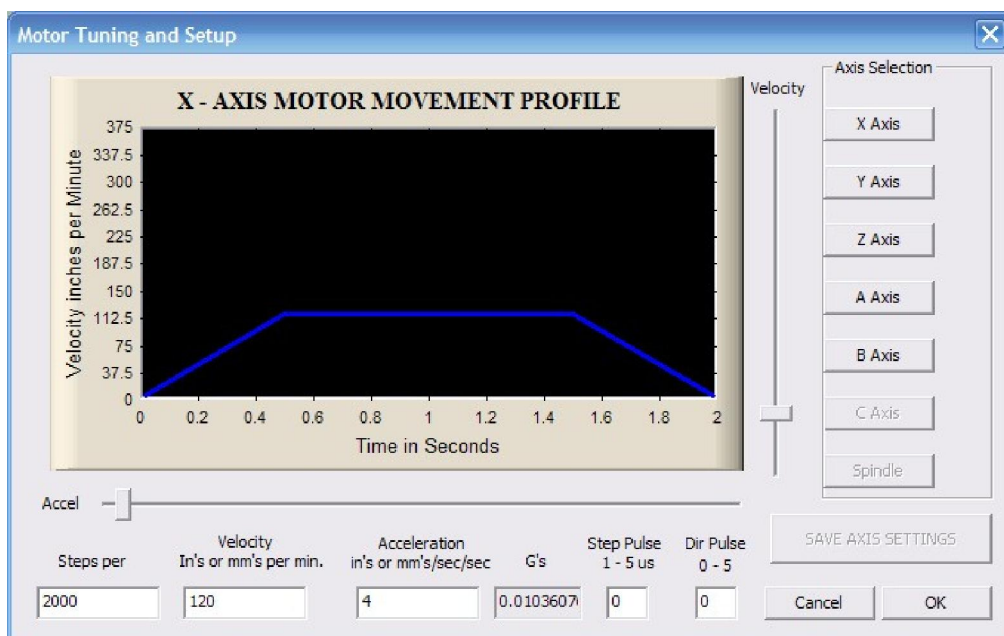 Motor Tuning and Setup
X - AXIS MOTOR MOVEMENT PROFILE
Velocity inches per Minute
375
337.5
300
262.5
225
187.5
150
112.5
75
37.5
0
0 0.2 0.4 0.6 0.8 1 1.2 1.4 1.6 1.8 2
Time in Seconds
Velocity
Axis Selection
X Axis
Y Axis
Z Axis
A Axis
B Axis
C Axis
Spindle
Accel
Steps per
Velocity
In's or mm's per min.
Acceleration
in's or mm's/sec/sec
G's
Step Pulse
1 - 5 us
Dir Pulse
0 - 5
2000
120
4
0.0103607
0
0
SAVE AXIS SETTINGS
Cancel
OK